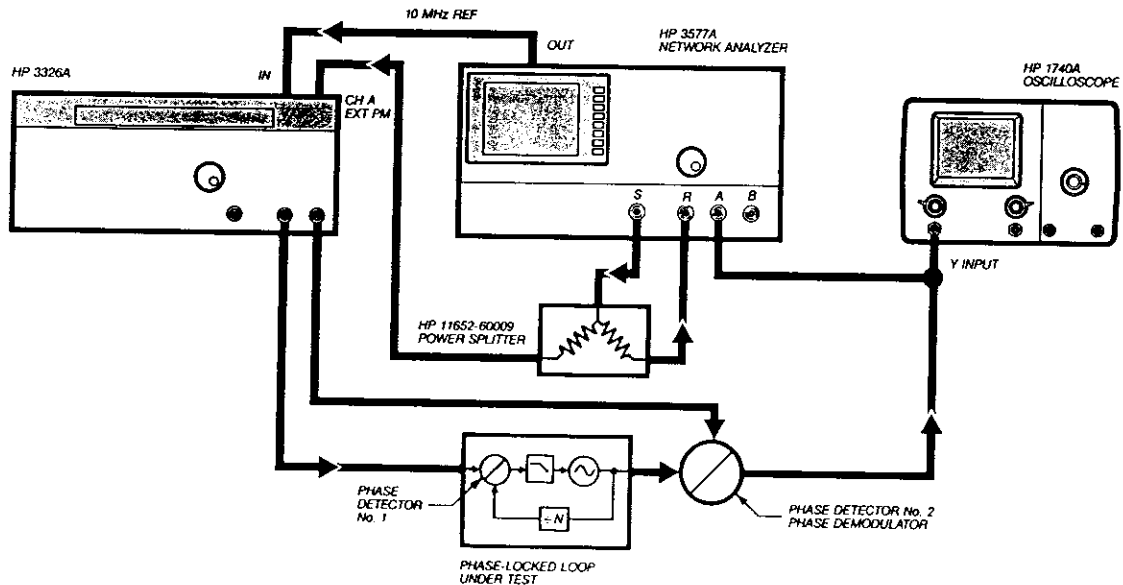 10 MHz REF
OUT
HP 3577A
NETWORK ANALYZER
HP 1740A
OSCILLOSCOPE
HP 3326A
IN
CH A
EXT PM
S
R
A
B
Y INPUT
HP 11652-60009
POWER SPLITTER
÷N
PHASE
DETECTOR
No. 1
PHASE DETECTOR No. 2
PHASE DEMODULATOR
PHASE-LOCKED LOOP
UNDER TEST